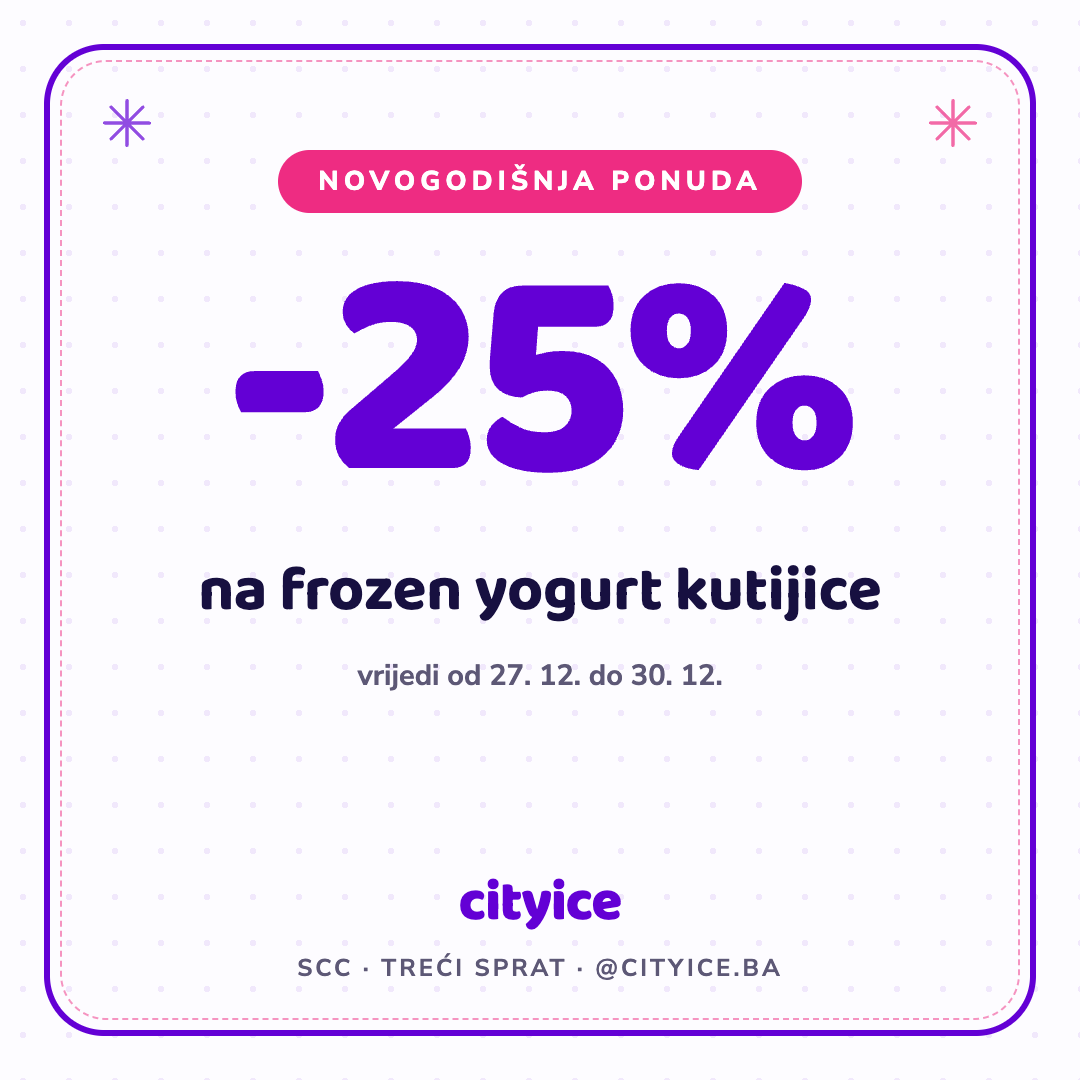 NOVOGODIŠNJA PONUDA
-25%
na frozen yogurt kutijice
vrijedi od 27. 12. do 30. 12.
cityice
SCC · TREĆI SPRAT · @CITYICE.BA